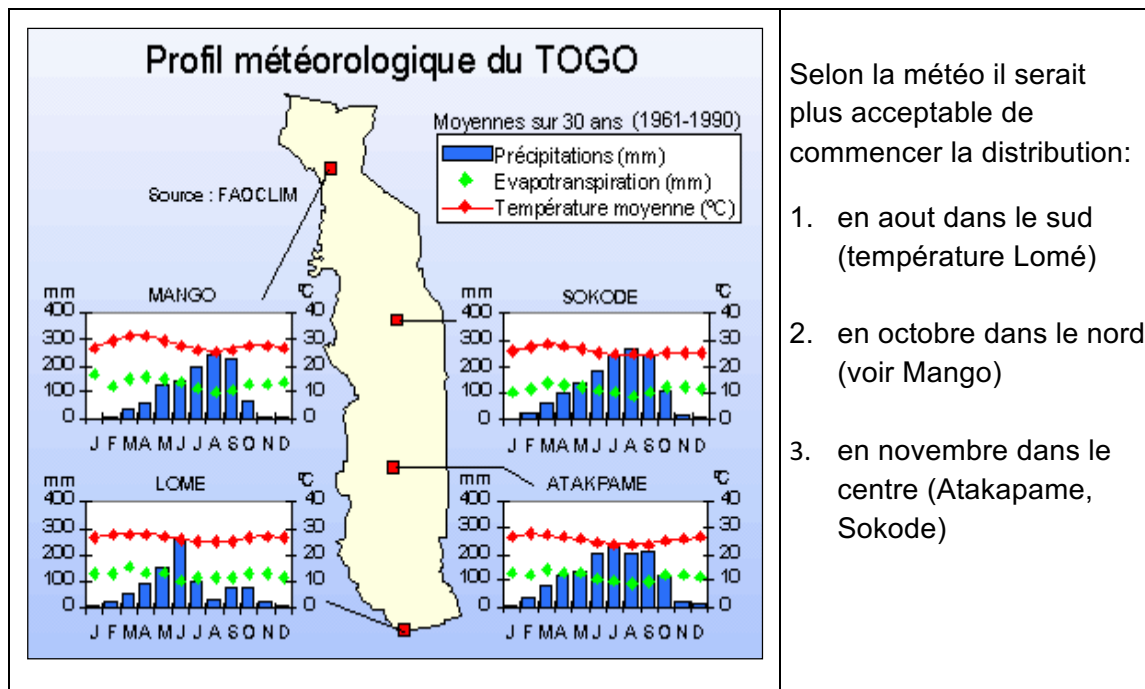 Profil météorologique du TOGO
Moyennes sur 30 ans (1961-1990)
Précipitations (mm)
Evapotranspiration (mm)
Température moyenne (ºC)
Source : FAOCLIM
mm MANGO ºC
400 40
300 30
200 20
100 10
0 0
J F M A M J J A S O N D
mm SOKODE ºC
400 40
300 30
200 20
100 10
0 0
J F M A M J J A S O N D
mm LOME ºC
400 40
300 30
200 20
100 10
0 0
J F M A M J J A S O N D
mm ATAKPAME ºC
400 40
300 30
200 20
100 10
0 0
J F M A M J J A S O N D
Selon la météo il serait
plus acceptable de
commencer la distribution:
1. en aout dans le sud
(température Lomé)
2. en octobre dans le nord
(voir Mango)
3. en novembre dans le
centre (Atakapame,
Sokode)